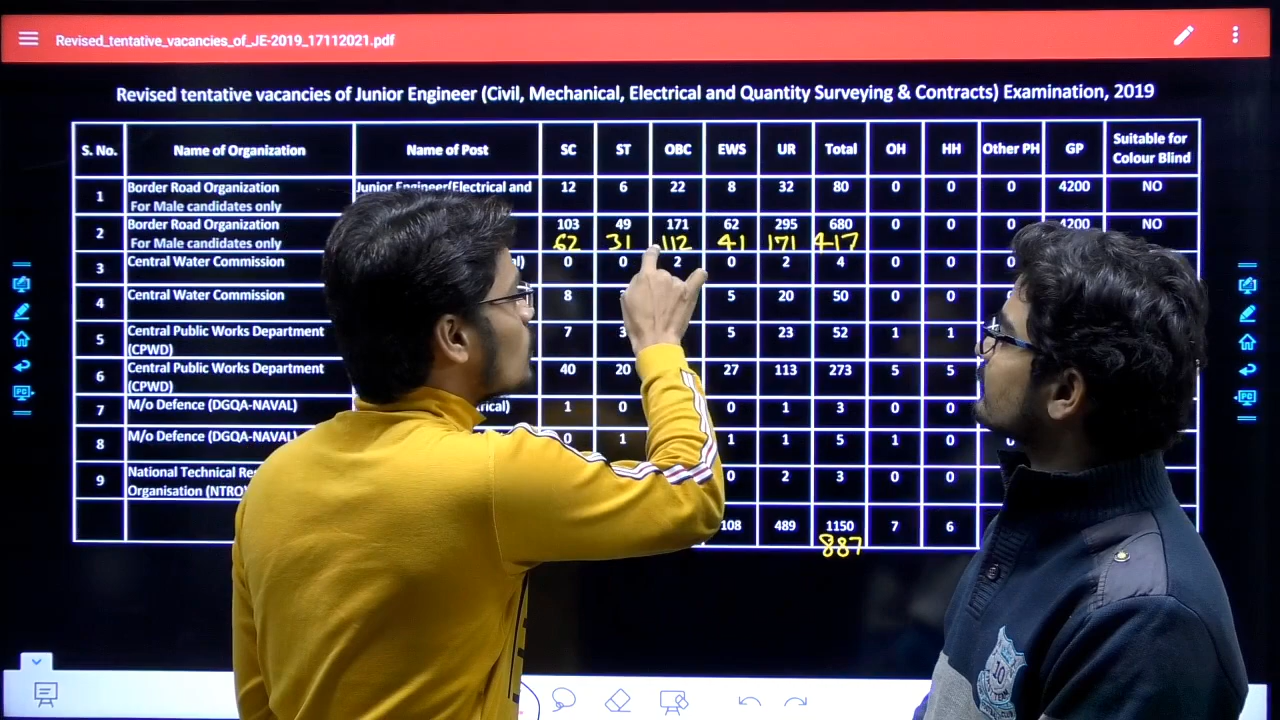 Revised_tentative_vacancies_of_JE-2019_17112021.pdf
Revised tentative vacancies of Junior Engineer (Civil, Mechanical, Electrical and Quantity Surveying & Contracts) Examination, 2019
S. No. Name of Organization Name of Post SC ST OBC EWS UR Total OH HH Other PH GP Suitable for Colour Blind
1 Border Road Organization For Male candidates only Junior Engineer(Electrical and 12 6 22 8 32 80 0 0 0 4200 NO
2 Border Road Organization For Male candidates only 103 49 171 62 295 680 0 0 0 4200 NO
62 31 112 41 171 417
3 Central Water Commission 0 0 2 0 2 4 0 0
4 Central Water Commission 8 5 20 50 0 0
5 Central Public Works Department (CPWD) 7 3 5 23 52 1 1
6 Central Public Works Department (CPWD) 40 20 27 113 273 5 5
7 M/o Defence (DGQA-NAVAL) 1 0 0 1 3 0 0
8 M/o Defence (DGQA-NAVAL) 0 1 1 1 5 1 0
9 National Technical Organisation (NTRO) 0 2 3 0 0
108 489 1150 7 6
887
10